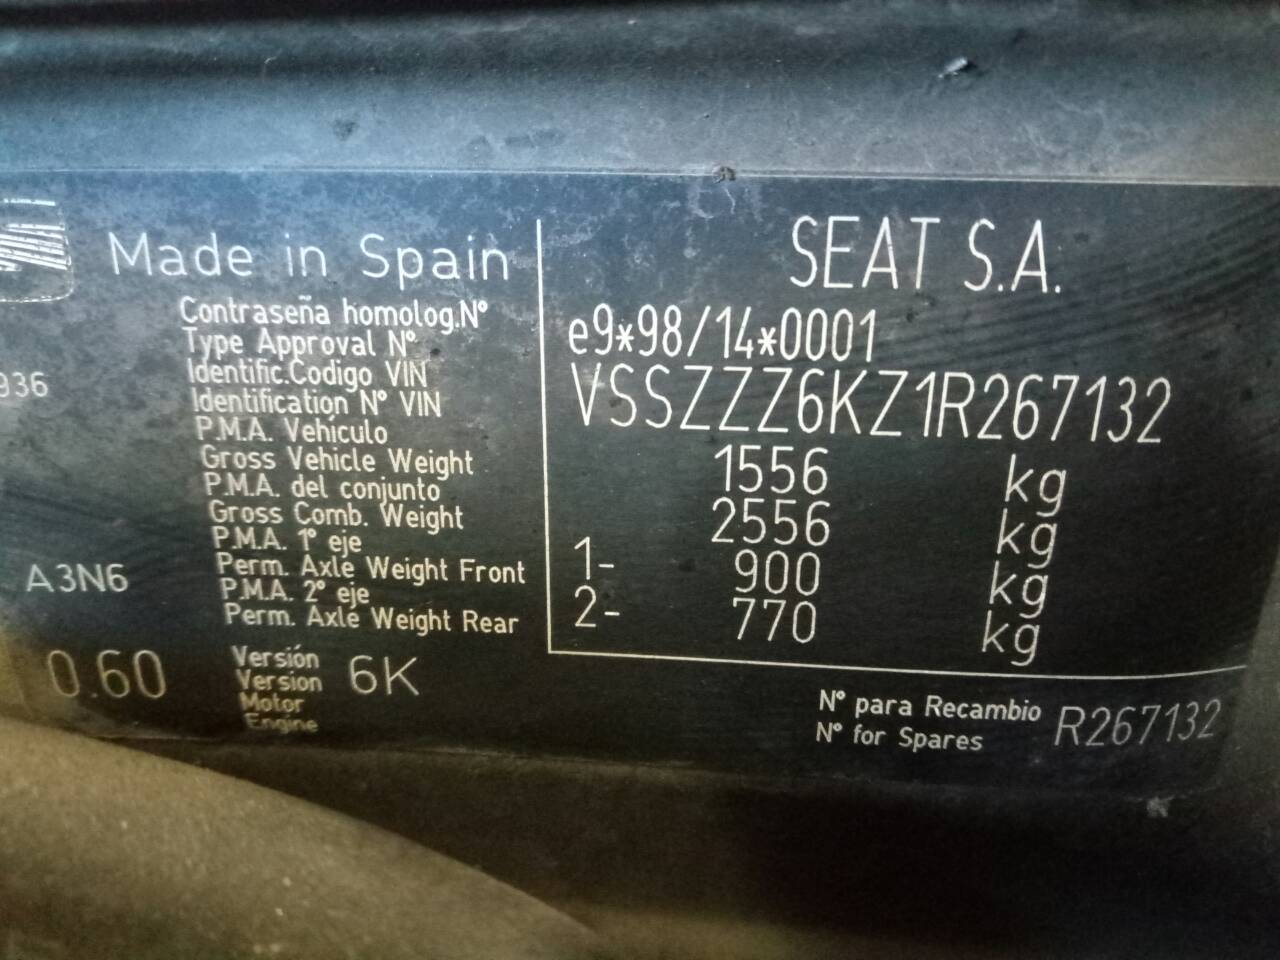 Made in Spain
SEAT S.A.
Contraseña homolog.Nº
Type Approval Nº
e9*98/14*0001
936
Identific.Codigo VIN
Identification Nº VIN
VSSZZZ6KZ1R267132
P.M.A. Vehiculo
Gross Vehicle Weight
1556 kg
P.M.A. del conjunto
Gross Comb. Weight
2556 kg
P.M.A. 1º eje
Perm. Axle Weight Front
1- 900 kg
A3N6
P.M.A. 2º eje
Perm. Axle Weight Rear
2- 770 kg
0.60
Versión
Version
6K
Motor
Engine
Nº para Recambio
Nº for Spares
R267132